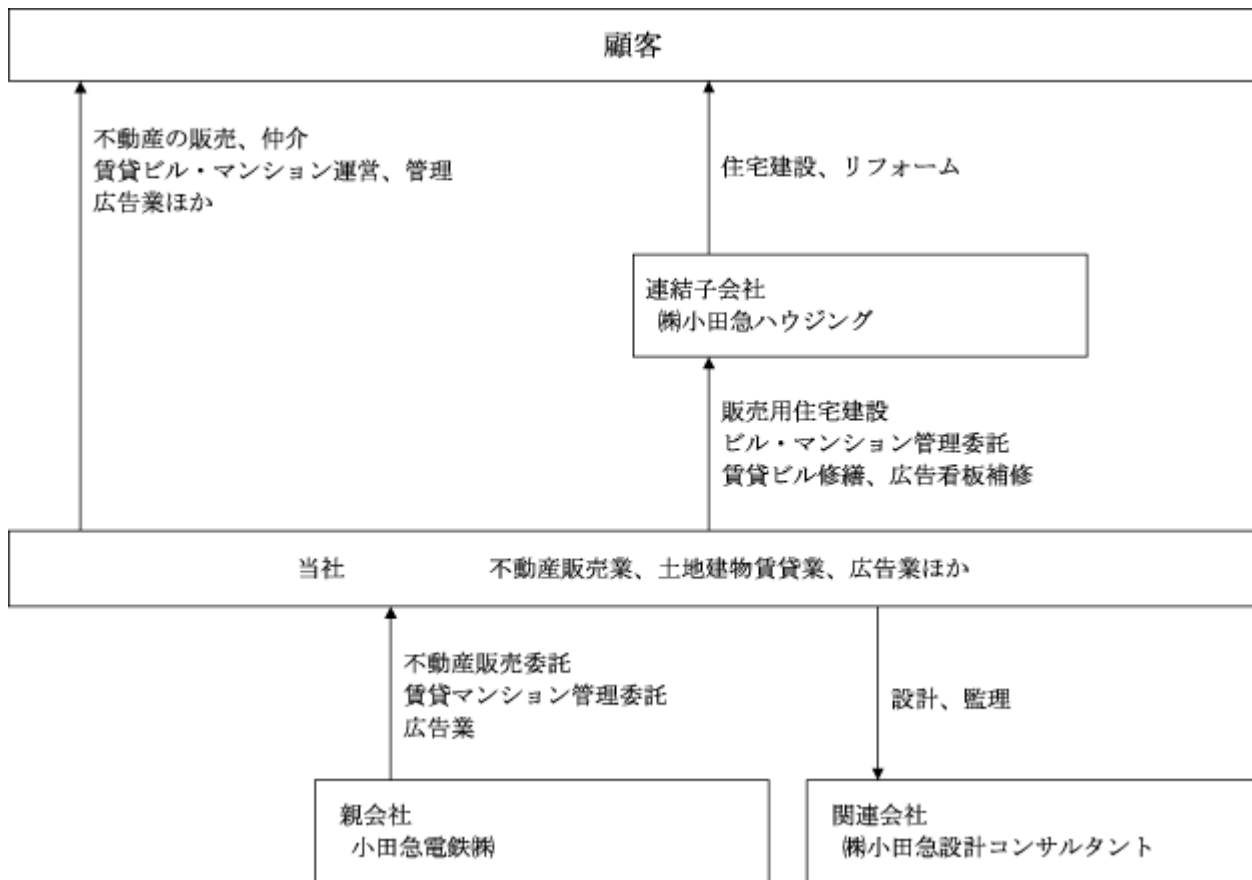 顧客
不動産の販売、仲介
賃貸ビル・マンション運営、管理
広告業ほか
住宅建設、リフォーム
連結子会社
㈱小田急ハウジング
販売用住宅建設
ビル・マンション管理委託
賃貸ビル修繕、広告看板補修
当社 不動産販売業、土地建物賃貸業、広告業ほか
不動産販売委託
賃貸マンション管理委託
広告業
設計、監理
親会社
小田急電鉄㈱
関連会社
㈱小田急設計コンサルタント